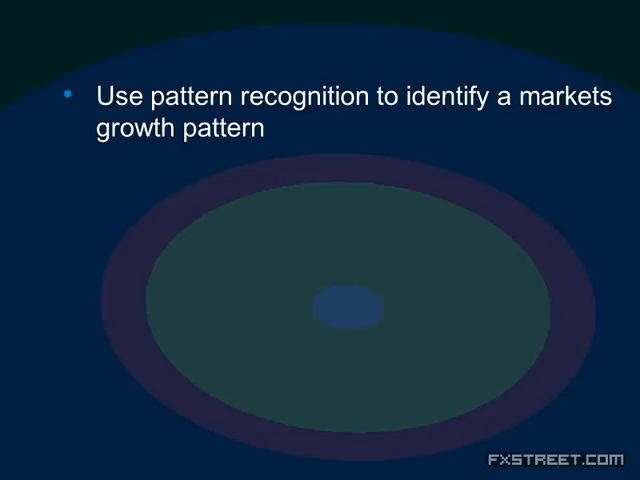 • Use pattern recognition to identify a markets
growth pattern
FXSTREET.COM